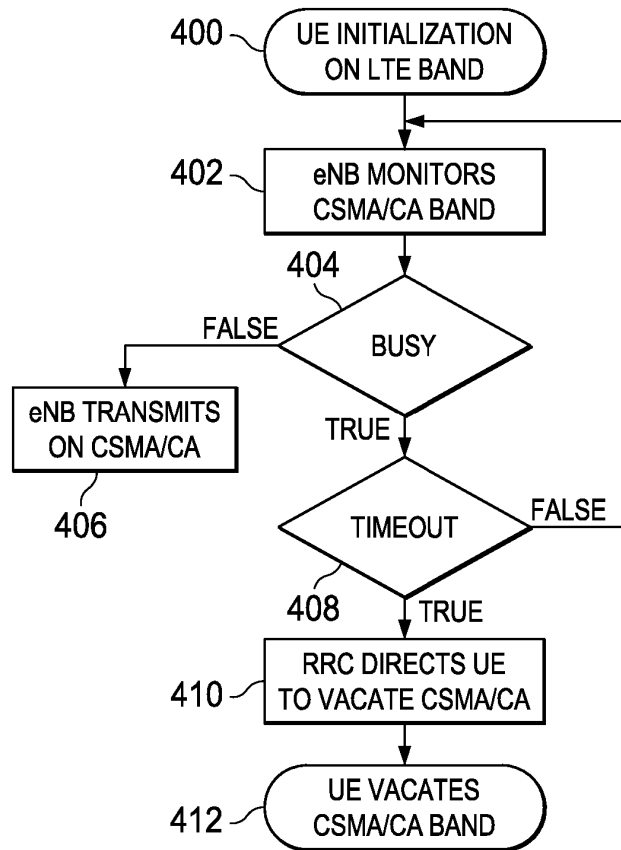 400
UE INITIALIZATION
ON LTE BAND
402
eNB MONITORS
CSMA/CA BAND
404
BUSY
FALSE
TRUE
eNB TRANSMITS
ON CSMA/CA
406
TIMEOUT
FALSE
408
TRUE
410
RRC DIRECTS UE
TO VACATE CSMA/CA
412
UE VACATES
CSMA/CA BAND